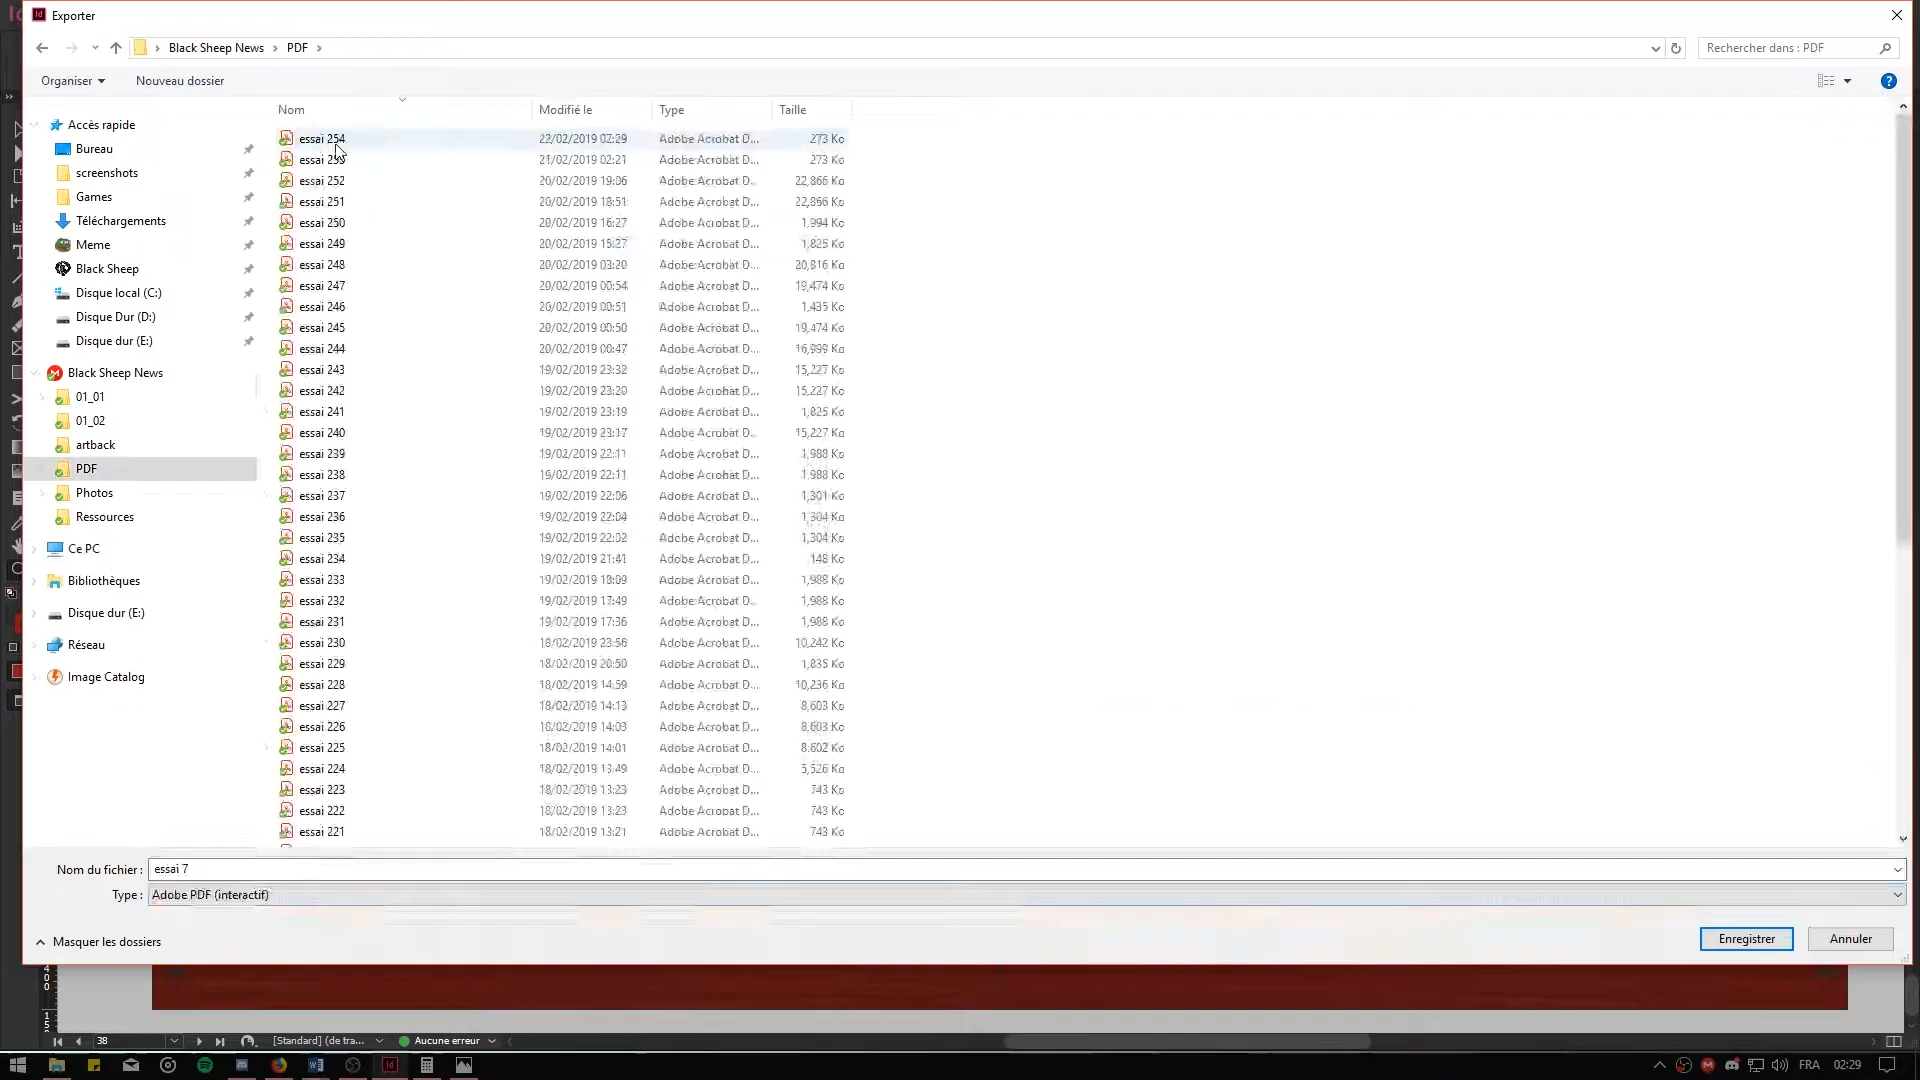 Exporter
Black Sheep News > PDF >
Rechercher dans : PDF
Organiser Nouveau dossier
Nom Modifié le Type Taille
Accès rapide
Bureau
screenshots
Games
Téléchargements
Meme
Black Sheep
Disque local (C:)
Disque Dur (D:)
Disque dur (E:)
Black Sheep News
01_01
01_02
artback
PDF
Photos
Ressources
Ce PC
Bibliothèques
Disque dur (E:)
Réseau
Image Catalog
essai 254 22/02/2019 02:29 Adobe Acrobat D... 273 Ko
essai 253 21/02/2019 02:21 Adobe Acrobat D... 273 Ko
essai 252 20/02/2019 19:06 Adobe Acrobat D... 22,866 Ko
essai 251 20/02/2019 18:51 Adobe Acrobat D... 22,866 Ko
essai 250 20/02/2019 16:27 Adobe Acrobat D... 1,994 Ko
essai 249 20/02/2019 15:27 Adobe Acrobat D... 1,825 Ko
essai 248 20/02/2019 03:20 Adobe Acrobat D... 20,816 Ko
essai 247 20/02/2019 00:54 Adobe Acrobat D... 19,474 Ko
essai 246 20/02/2019 00:51 Adobe Acrobat D... 1,435 Ko
essai 245 20/02/2019 00:50 Adobe Acrobat D... 19,474 Ko
essai 244 20/02/2019 00:47 Adobe Acrobat D... 16,999 Ko
essai 243 19/02/2019 23:32 Adobe Acrobat D... 15,227 Ko
essai 242 19/02/2019 23:20 Adobe Acrobat D... 15,227 Ko
essai 241 19/02/2019 23:19 Adobe Acrobat D... 1,825 Ko
essai 240 19/02/2019 23:17 Adobe Acrobat D... 15,227 Ko
essai 239 19/02/2019 22:11 Adobe Acrobat D... 1,988 Ko
essai 238 19/02/2019 22:11 Adobe Acrobat D... 1,988 Ko
essai 237 19/02/2019 22:06 Adobe Acrobat D... 1,301 Ko
essai 236 19/02/2019 22:04 Adobe Acrobat D... 1,304 Ko
essai 235 19/02/2019 22:02 Adobe Acrobat D... 1,304 Ko
essai 234 19/02/2019 21:41 Adobe Acrobat D... 148 Ko
essai 233 19/02/2019 18:09 Adobe Acrobat D... 1,988 Ko
essai 232 19/02/2019 17:49 Adobe Acrobat D... 1,988 Ko
essai 231 19/02/2019 17:36 Adobe Acrobat D... 1,988 Ko
essai 230 18/02/2019 23:56 Adobe Acrobat D... 10,242 Ko
essai 229 18/02/2019 20:50 Adobe Acrobat D... 1,835 Ko
essai 228 18/02/2019 14:59 Adobe Acrobat D... 10,236 Ko
essai 227 18/02/2019 14:13 Adobe Acrobat D... 8,603 Ko
essai 226 18/02/2019 14:03 Adobe Acrobat D... 8,603 Ko
essai 225 18/02/2019 14:01 Adobe Acrobat D... 8,602 Ko
essai 224 18/02/2019 13:49 Adobe Acrobat D... 5,526 Ko
essai 223 18/02/2019 13:23 Adobe Acrobat D... 743 Ko
essai 222 18/02/2019 13:23 Adobe Acrobat D... 743 Ko
essai 221 18/02/2019 13:21 Adobe Acrobat D... 743 Ko
Nom du fichier : essai 7
Type : Adobe PDF (interactif)
Masquer les dossiers
Enregistrer Annuler
38 [Standard] (de tra... Aucune erreur
FRA 02:29